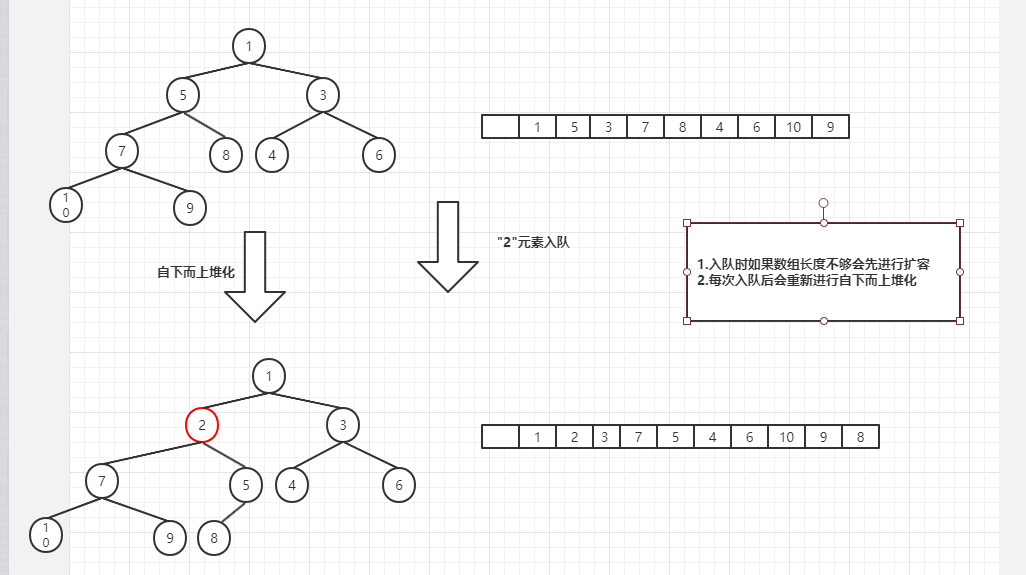 1
5 3
7 8 4 6
10 9
1 5 3 7 8 4 6 10 9
自下而上堆化
"2"元素入队
1.入队时如果数组长度不够会先进行扩容
2.每次入队后会重新进行自下而上堆化
1
2 3
7 5 4 6
10 9 8
1 2 3 7 5 4 6 10 9 8